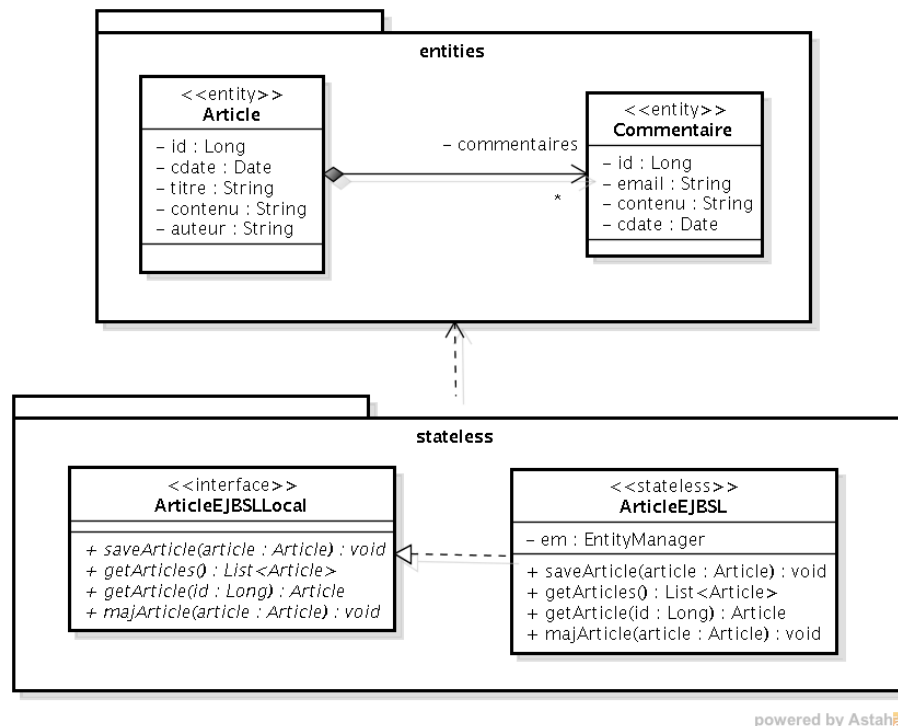 entities
<<entity>>
Article
- id : Long
- cdate : Date
- titre : String
- contenu : String
- auteur : String
- commentaires
*
<<entity>>
Commentaire
- id : Long
- email : String
- contenu : String
- cdate : Date
stateless
<<interface>>
ArticleEJBSLLocal
+ saveArticle(article : Article) : void
+ getArticles() : List<Article>
+ getArticle(id : Long) : Article
+ majArticle(article : Article) : void
<<stateless>>
ArticleEJBSL
- em : EntityManager
+ saveArticle(article : Article) : void
+ getArticles() : List<Article>
+ getArticle(id : Long) : Article
+ majArticle(article : Article) : void
powered by Astah